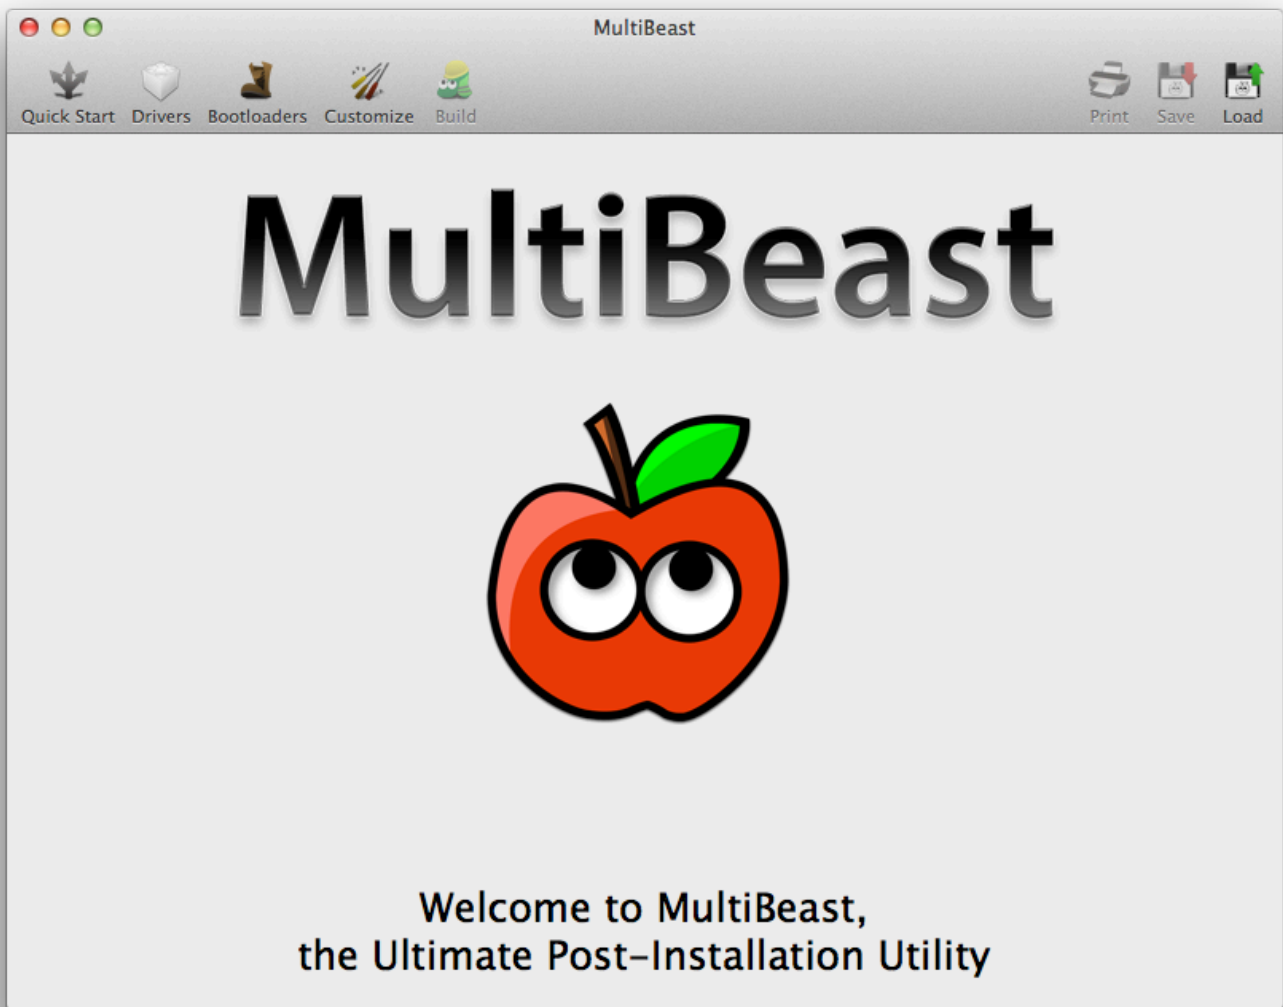 MultiBeast
Quick Start Drivers Bootloaders Customize Build Print Save Load
MultiBeast
Welcome to MultiBeast,
the Ultimate Post-Installation Utility